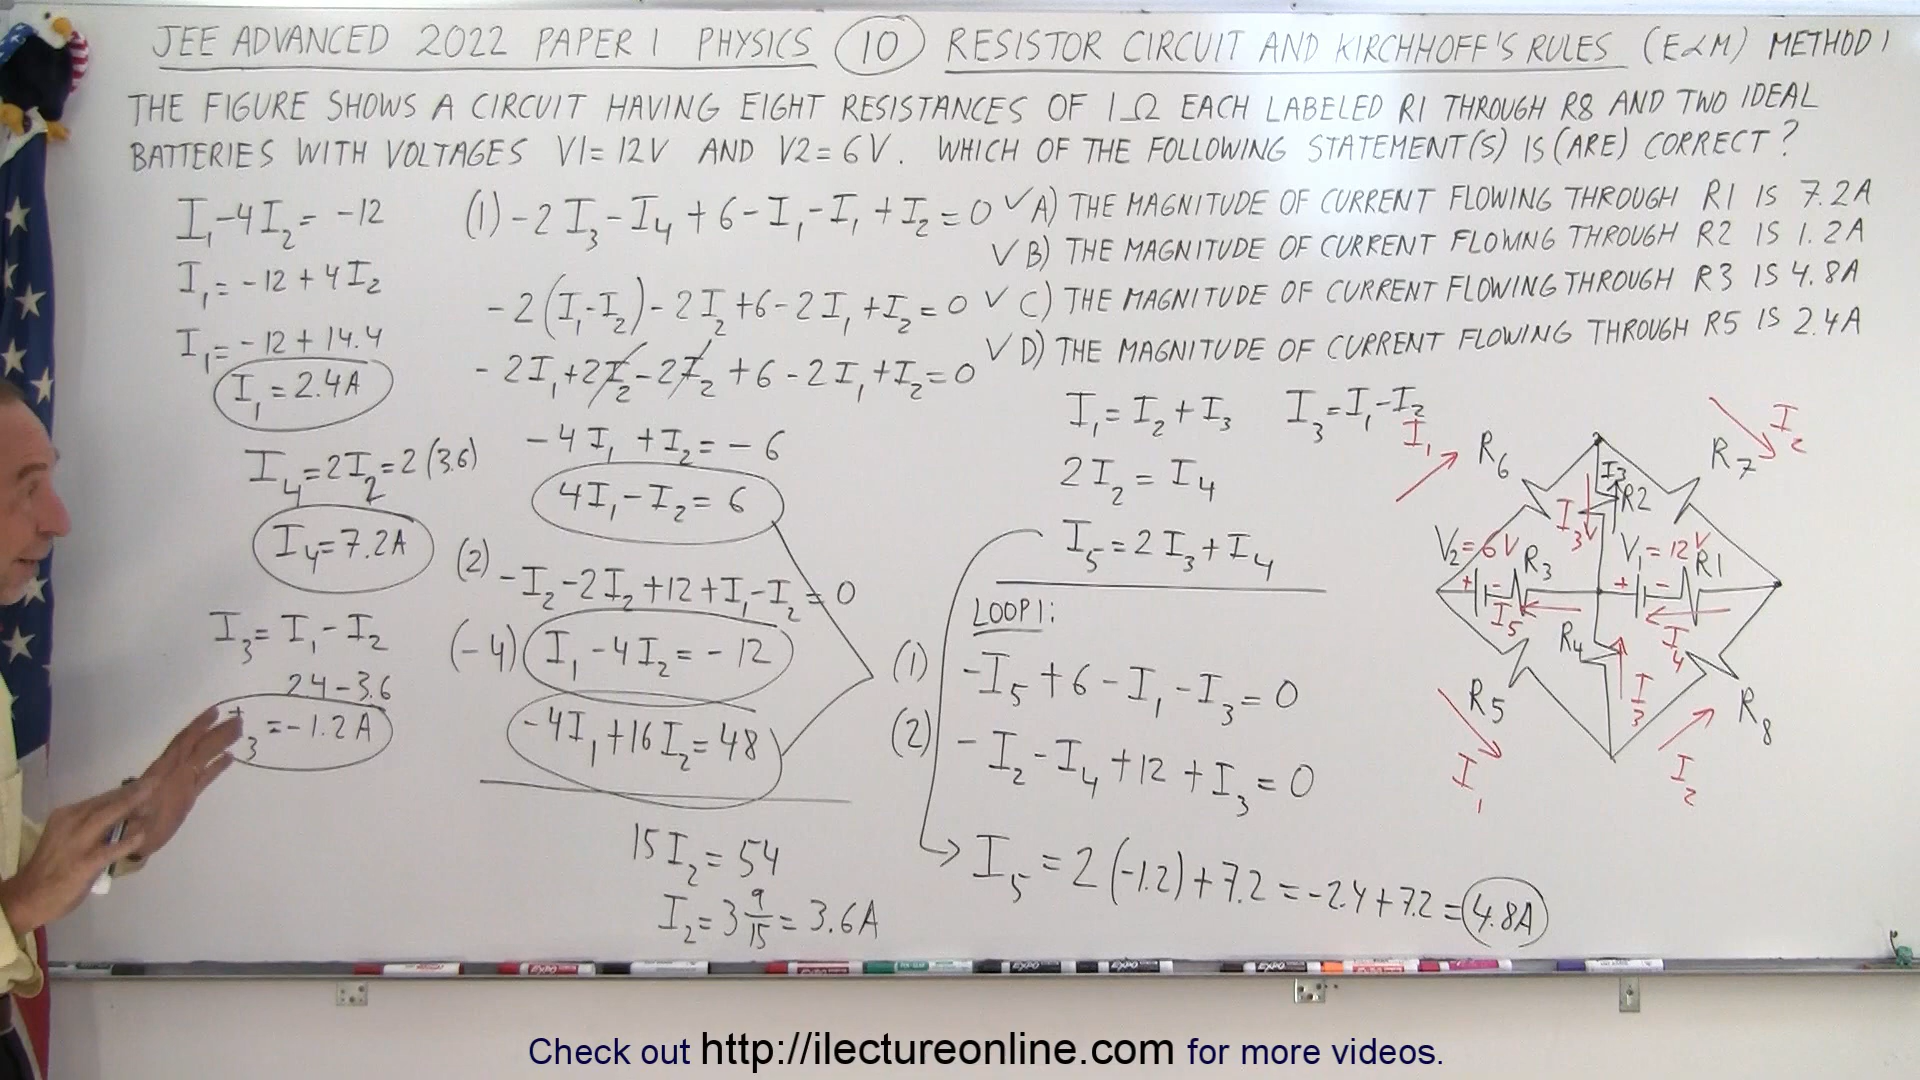 JEE ADVANCED 2022 PAPER 1 PHYSICS 10 RESISTOR CIRCUIT AND KIRCHHOFF'S RULES (E&M) METHOD 1
THE FIGURE SHOWS A CIRCUIT HAVING EIGHT RESISTANCES OF 1Ω EACH LABELED R1 THROUGH R8 AND TWO IDEAL
BATTERIES WITH VOLTAGES V1=12V AND V2=6V. WHICH OF THE FOLLOWING STATEMENT(S) IS (ARE) CORRECT?
✓ A) THE MAGNITUDE OF CURRENT FLOWING THROUGH R1 IS 7.2A
✓ B) THE MAGNITUDE OF CURRENT FLOWING THROUGH R2 IS 1.2A
✓ C) THE MAGNITUDE OF CURRENT FLOWING THROUGH R3 IS 4.8A
✓ D) THE MAGNITUDE OF CURRENT FLOWING THROUGH R5 IS 2.4A
I₁-4I₂=-12
I₁=-12+4I₂
I₁=-12+14.4
I₁=2.4A
I₄=2I₂=2(3.6)
I₄=7.2A
I₃=I₁-I₂
2.4-3.6
I₃=-1.2A
(1) -2I₃-I₄+6-I₁-I₁+I₂=0
-2(I₁-I₂)-2I₂+6-2I₁+I₂=0
-2I₁+2I₂-2I₂+6-2I₁+I₂=0
-4I₁+I₂=-6
4I₁-I₂=6
(2) -I₂-2I₂+12+I₁-I₂=0
(-4) I₁-4I₂=-12
-4I₁+16I₂=48
15I₂=54
I₂=3 9/15=3.6A
I₁=I₂+I₃ I₃=I₁-I₂
2I₂=I₄
I₅=2I₃+I₄
LOOP 1:
(1) -I₅+6-I₁-I₃=0
(2) -I₂-I₄+12+I₃=0
I₅=2(-1.2)+7.2=-2.4+7.2=4.8A
I₁ R₆ R₇ I₂
I₃ R2
I₃
V₂=6V V₁=12V
R₃ R1
+ - + -
I₅ R₄ I₄
R₅ I₃ R₈
I₁ I₂
Check out http://ilectureonline.com for more videos.